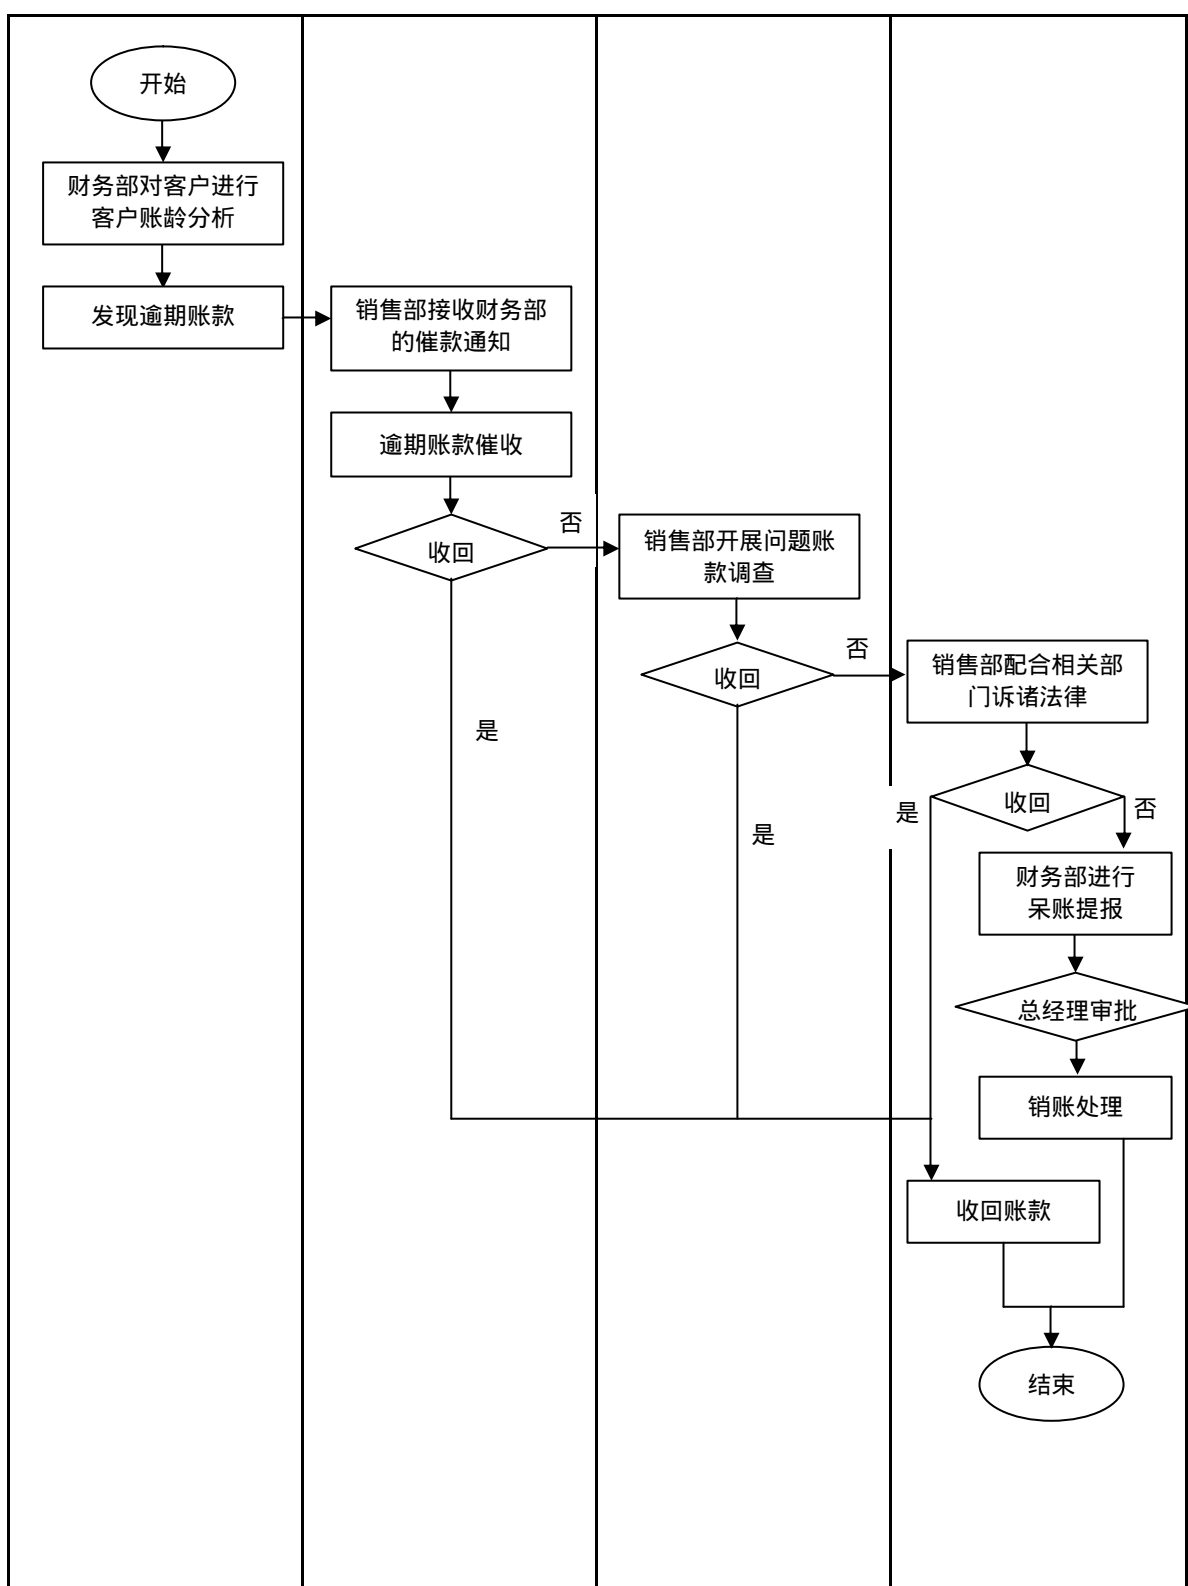 开始
财务部对客户进行
客户账龄分析
发现逾期账款
销售部接收财务部
的催款通知
逾期账款催收
收回
否
销售部开展问题账
款调查
收回
否
销售部配合相关部
门诉诸法律
是
收回
是
否
是
财务部进行
呆账提报
总经理审批
销账处理
收回账款
结束